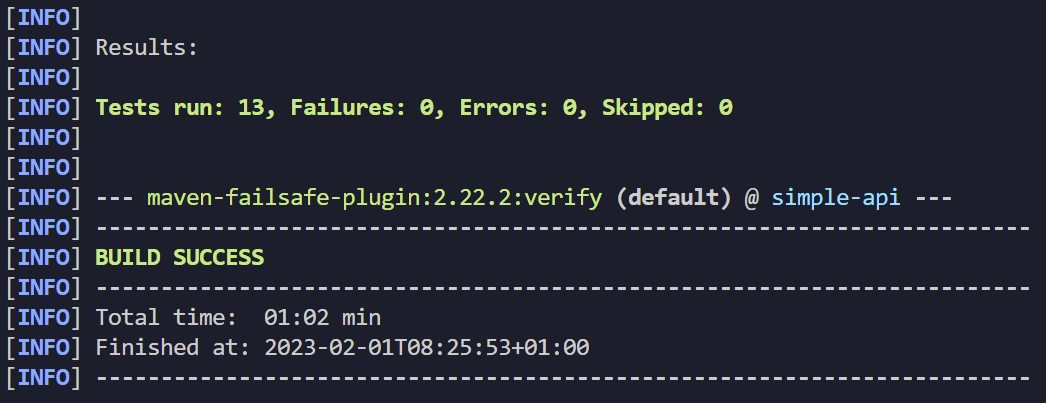 [INFO]
[INFO] Results:
[INFO]
[INFO] Tests run: 13, Failures: 0, Errors: 0, Skipped: 0
[INFO]
[INFO]
[INFO] --- maven-failsafe-plugin:2.22.2:verify (default) @ simple-api ---
[INFO] ------------------------------------------------------------------------
[INFO] BUILD SUCCESS
[INFO] ------------------------------------------------------------------------
[INFO] Total time:  01:02 min
[INFO] Finished at: 2023-02-01T08:25:53+01:00
[INFO] ------------------------------------------------------------------------